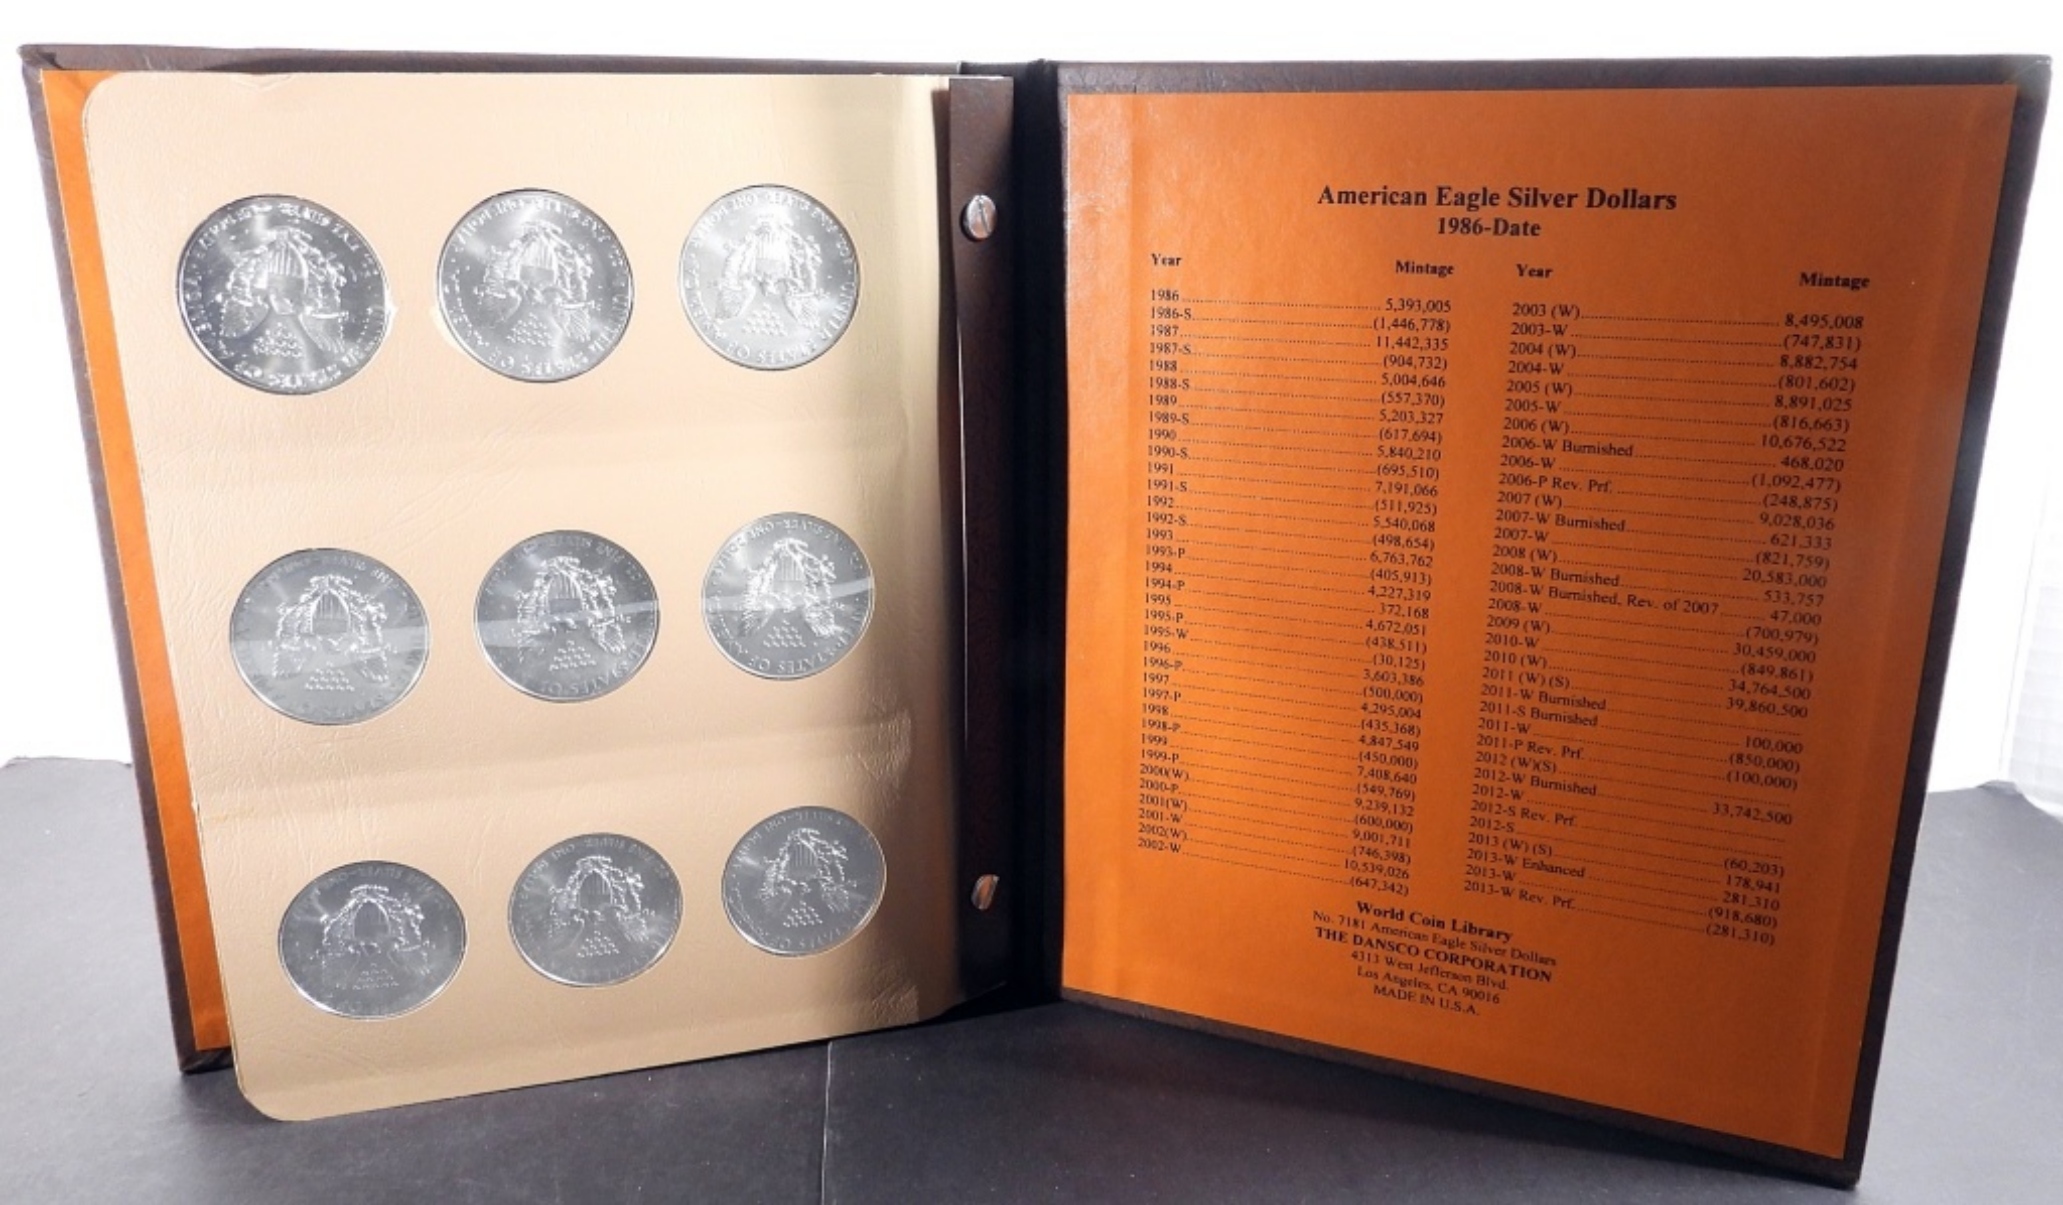 American Eagle Silver Dollars
1986-Date
Year Mintage
1986 5,393,005
1986-S (1,446,778)
1987 11,442,335
1987-S (904,732)
1988 5,004,646
1988-S (557,370)
1989 5,203,327
1989-S (617,694)
1990 5,840,210
1990-S (695,510)
1991 7,191,066
1991-S (511,925)
1992 5,540,068
1992-S (498,654)
1993 6,763,762
1993-P (405,913)
1994 4,227,319
1994-P 372,168
1995 4,672,051
1995-P (438,511)
1995-W (30,125)
1996 3,603,386
1996-P (500,000)
1997 4,295,004
1997-P (435,368)
1998 4,847,549
1998-P (450,000)
1999 7,408,640
1999-P (549,769)
2000(W) 9,239,132
2000-P (600,000)
2001(W) 9,001,711
2001-W (746,398)
2002(W) 10,539,026
2002-W (647,342)
Year Mintage
2003 (W) 8,495,008
2003-W (747,831)
2004 (W) 8,882,754
2004-W (801,602)
2005 (W) 8,891,025
2005-W (816,663)
2006 (W) 10,676,522
2006-W Burnished 468,020
2006-W (1,092,477)
2006-P Rev. Prf. (248,875)
2007 (W) 9,028,036
2007-W Burnished 621,333
2007-W (821,759)
2008 (W) 20,583,000
2008-W Burnished 533,757
2008-W Burnished, Rev. of 2007 47,000
2008-W (700,979)
2009 (W) 30,459,000
2010-W (849,861)
2010 (W) 34,764,500
2011 (W) (S) 39,860,500
2011-W Burnished
2011-S Burnished 100,000
2011-W (850,000)
2011-P Rev. Prf. (100,000)
2012 (W)(S)
2012-W Burnished 33,742,500
2012-W
2012-S Rev. Prf.
2012-S (60,203)
2013 (W) (S) 178,941
2013-W Enhanced 281,310
2013-W (918,680)
2013-W Rev. Prf. (281,310)
World Coin Library
No. 7181 American Eagle Silver Dollars
THE DANSCO CORPORATION
4313 West Jefferson Blvd.
Los Angeles, CA 90016
MADE IN U.S.A.